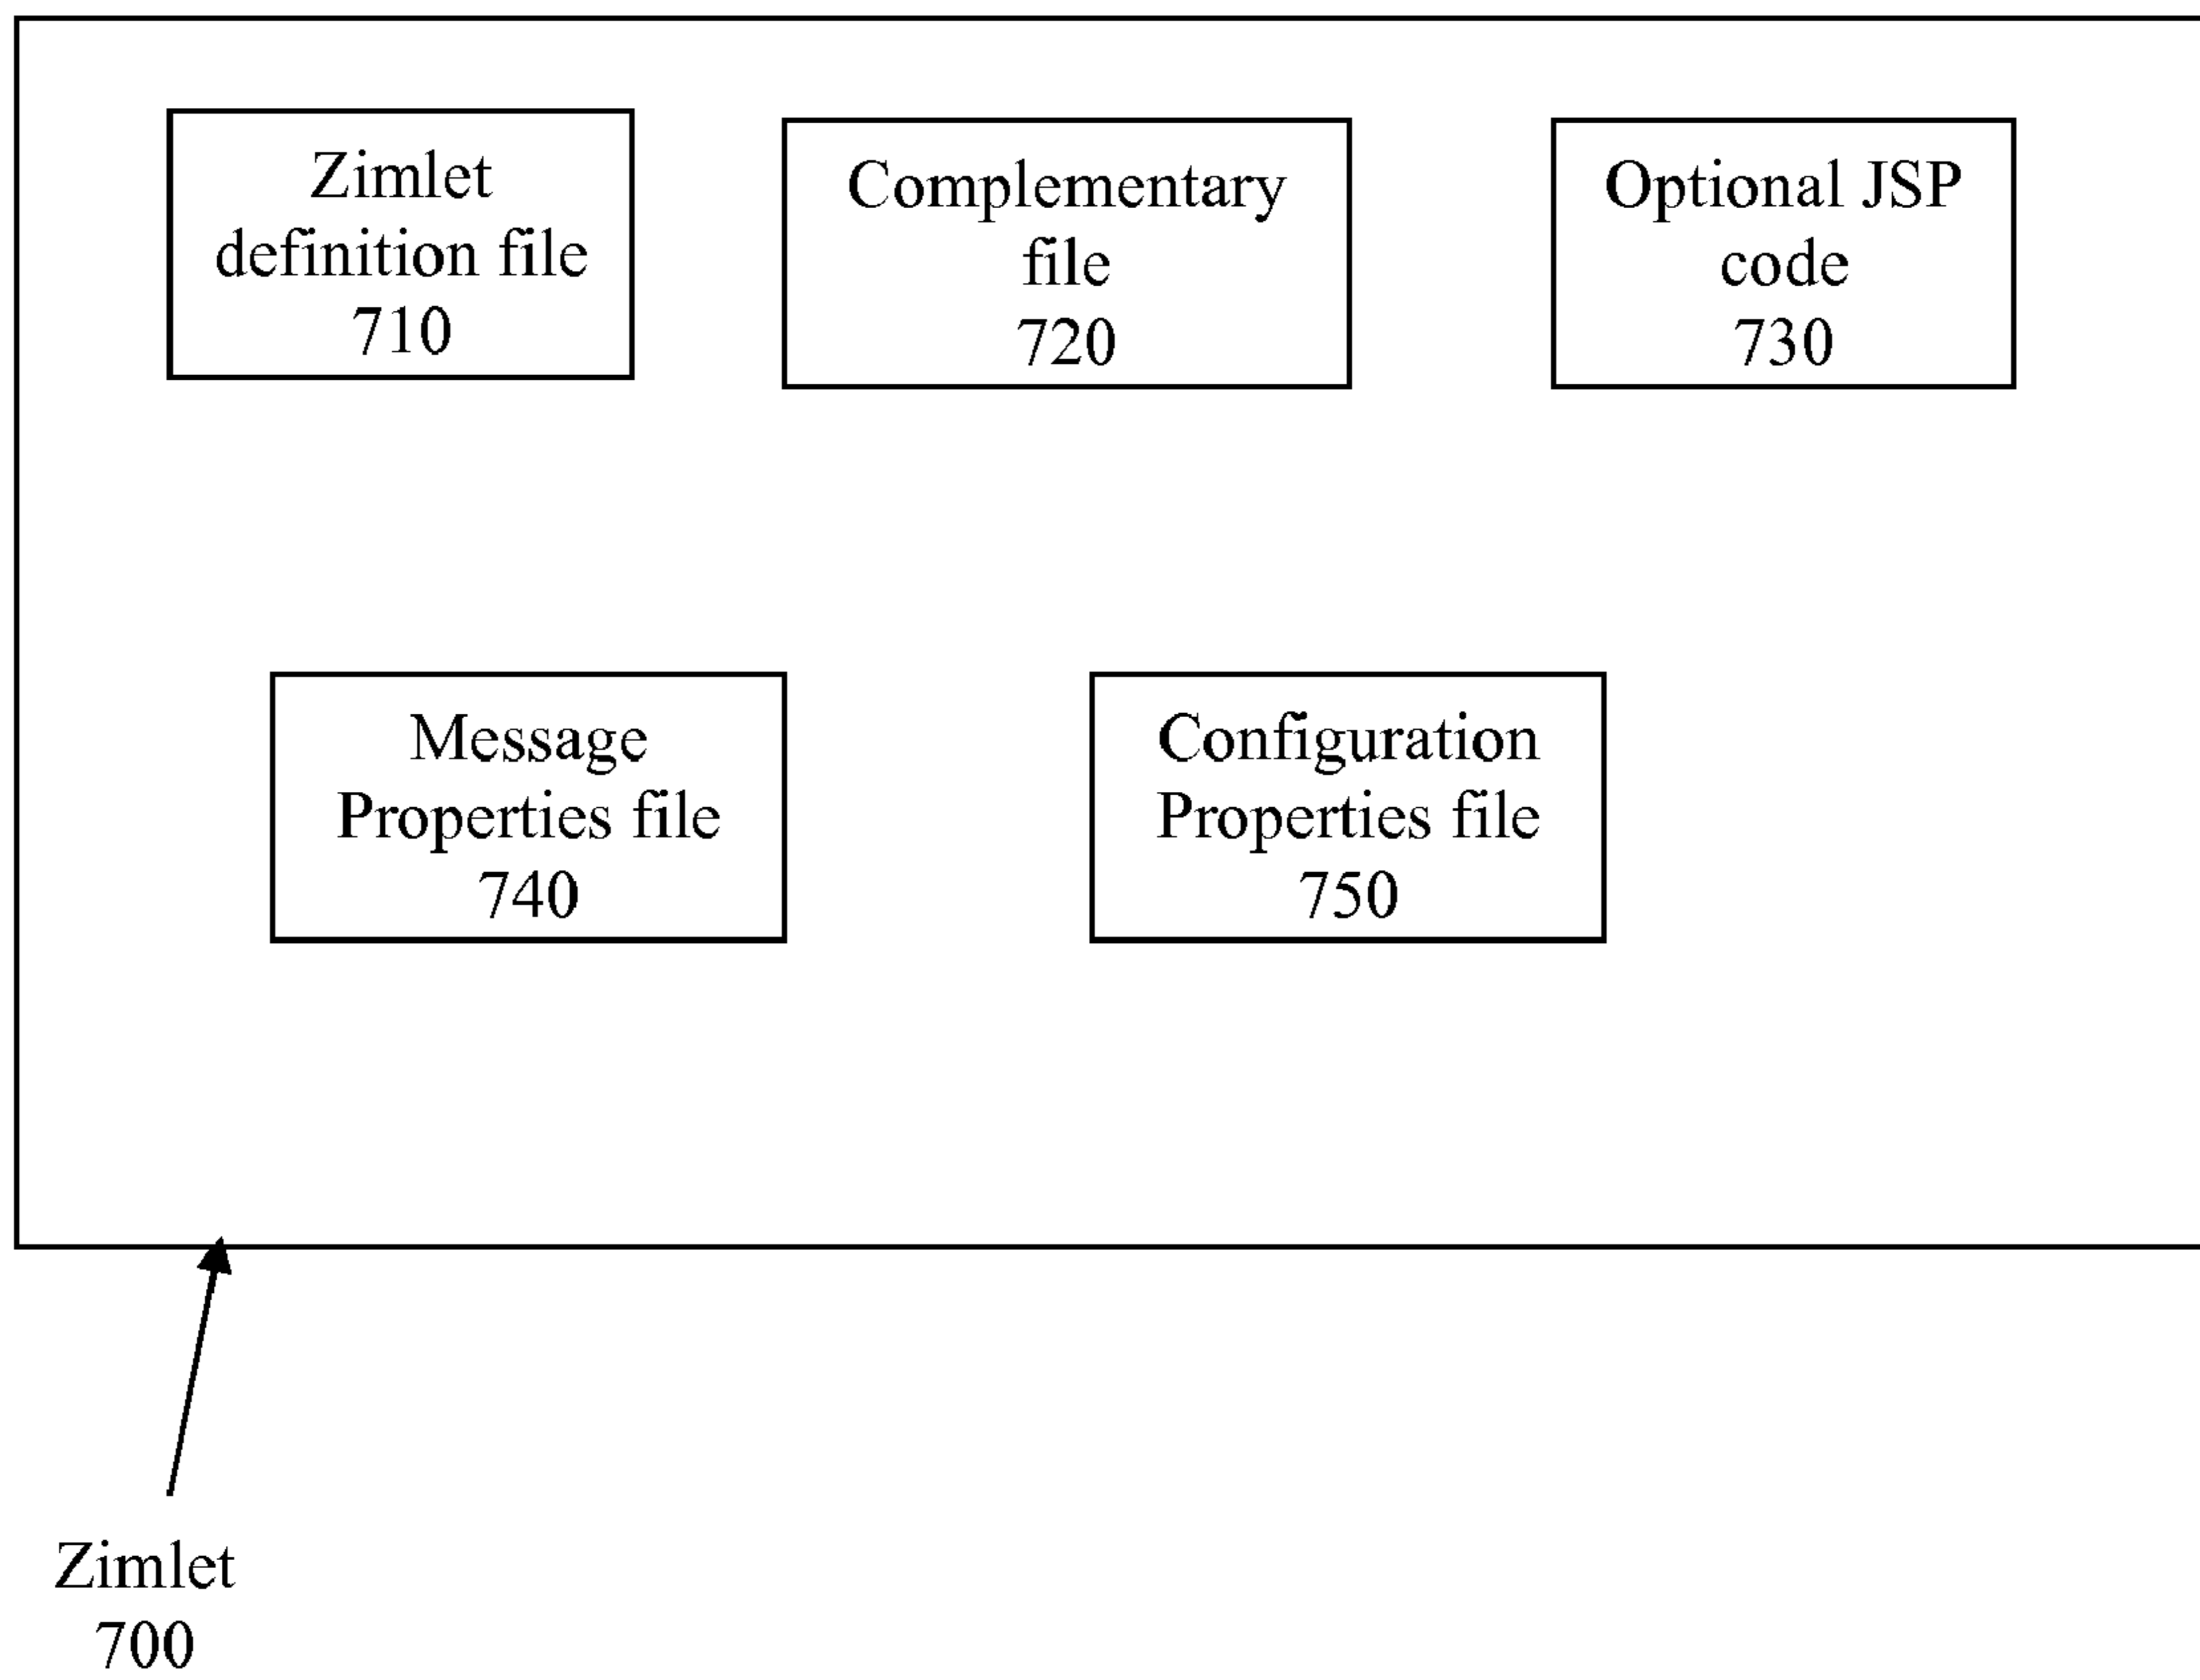 Zimlet
definition file
710
Complementary
file
720
Optional JSP
code
730
Message
Properties file
740
Configuration
Properties file
750
Zimlet
700